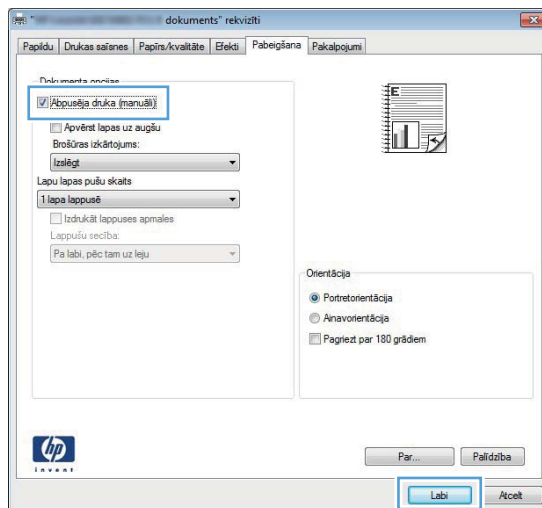 dokuments" rekvizīti
Papildu Drukas saīsnes Papīrs/kvalitāte Efekti Pabeigšana Pakalpojumi
Dokumenta opcijas
Abpusēja druka (manuāli)
Apvērst lapas uz augšu
Brošūras izkārtojums:
Izslēgt
Lapu lapas pušu skaits
1 lapa lappusē
Izdrukāt lappuses apmales
Lappušu secība:
Pa labi, pēc tam uz leju
Orientācija
Portretorientācija
Ainavorientācija
Pagriezt par 180 grādiem
hp
invent
Par... Palīdzība
Labi Atcelt